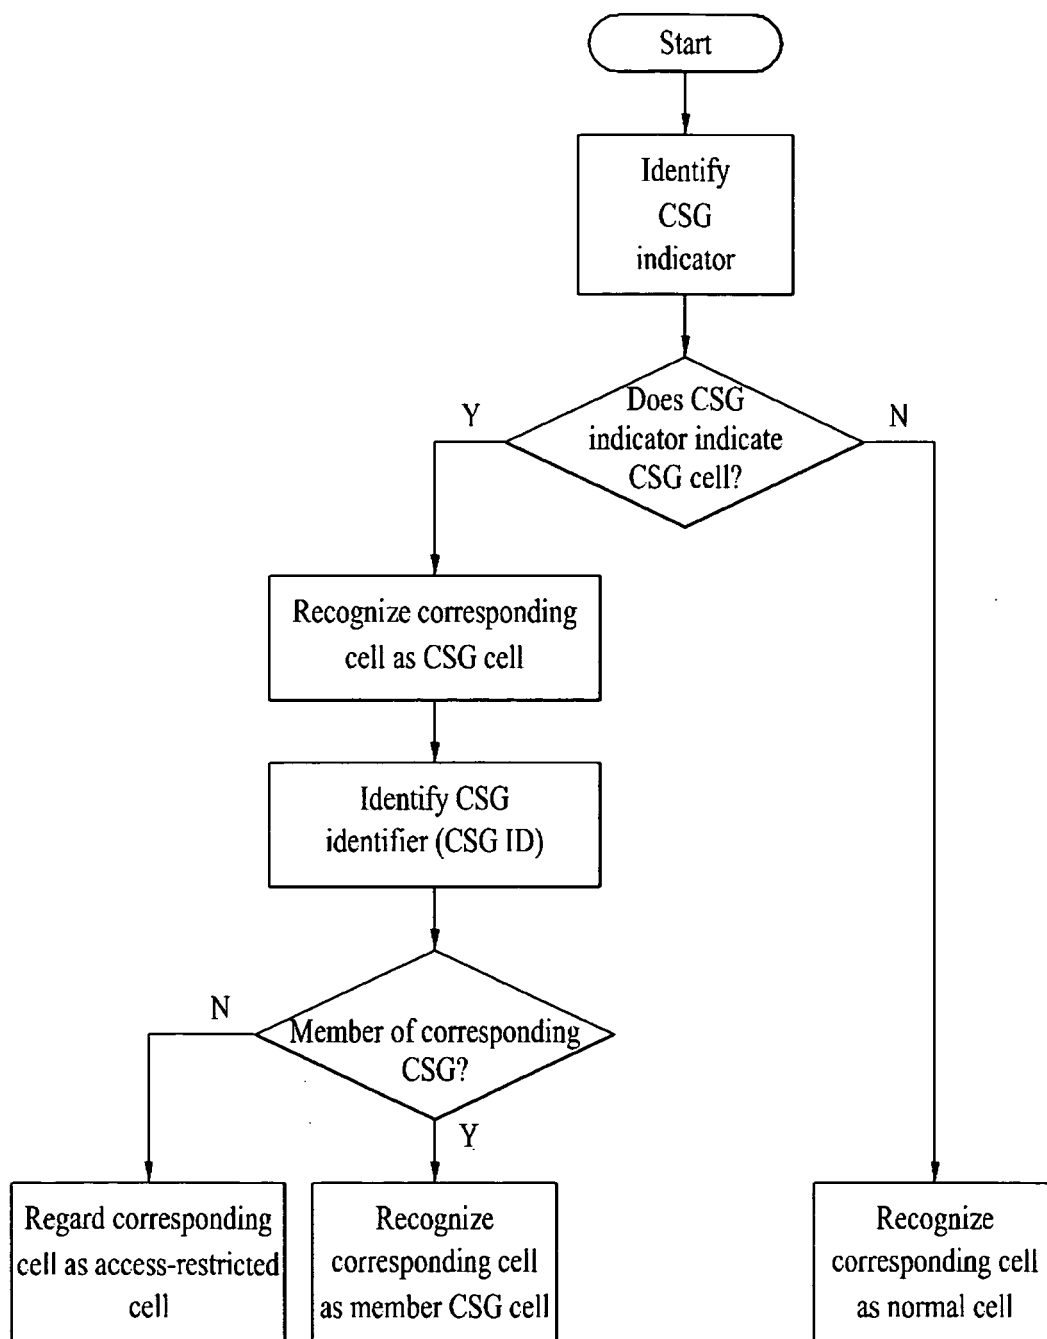 Start
Identify
CSG
indicator
Does CSG
indicator indicate
CSG cell?
Y
N
Recognize corresponding
cell as CSG cell
Identify CSG
identifier (CSG ID)
Member of corresponding
CSG?
N
Y
Regard corresponding
cell as access-restricted
cell
Recognize
corresponding cell
as member CSG cell
Recognize
corresponding cell
as normal cell